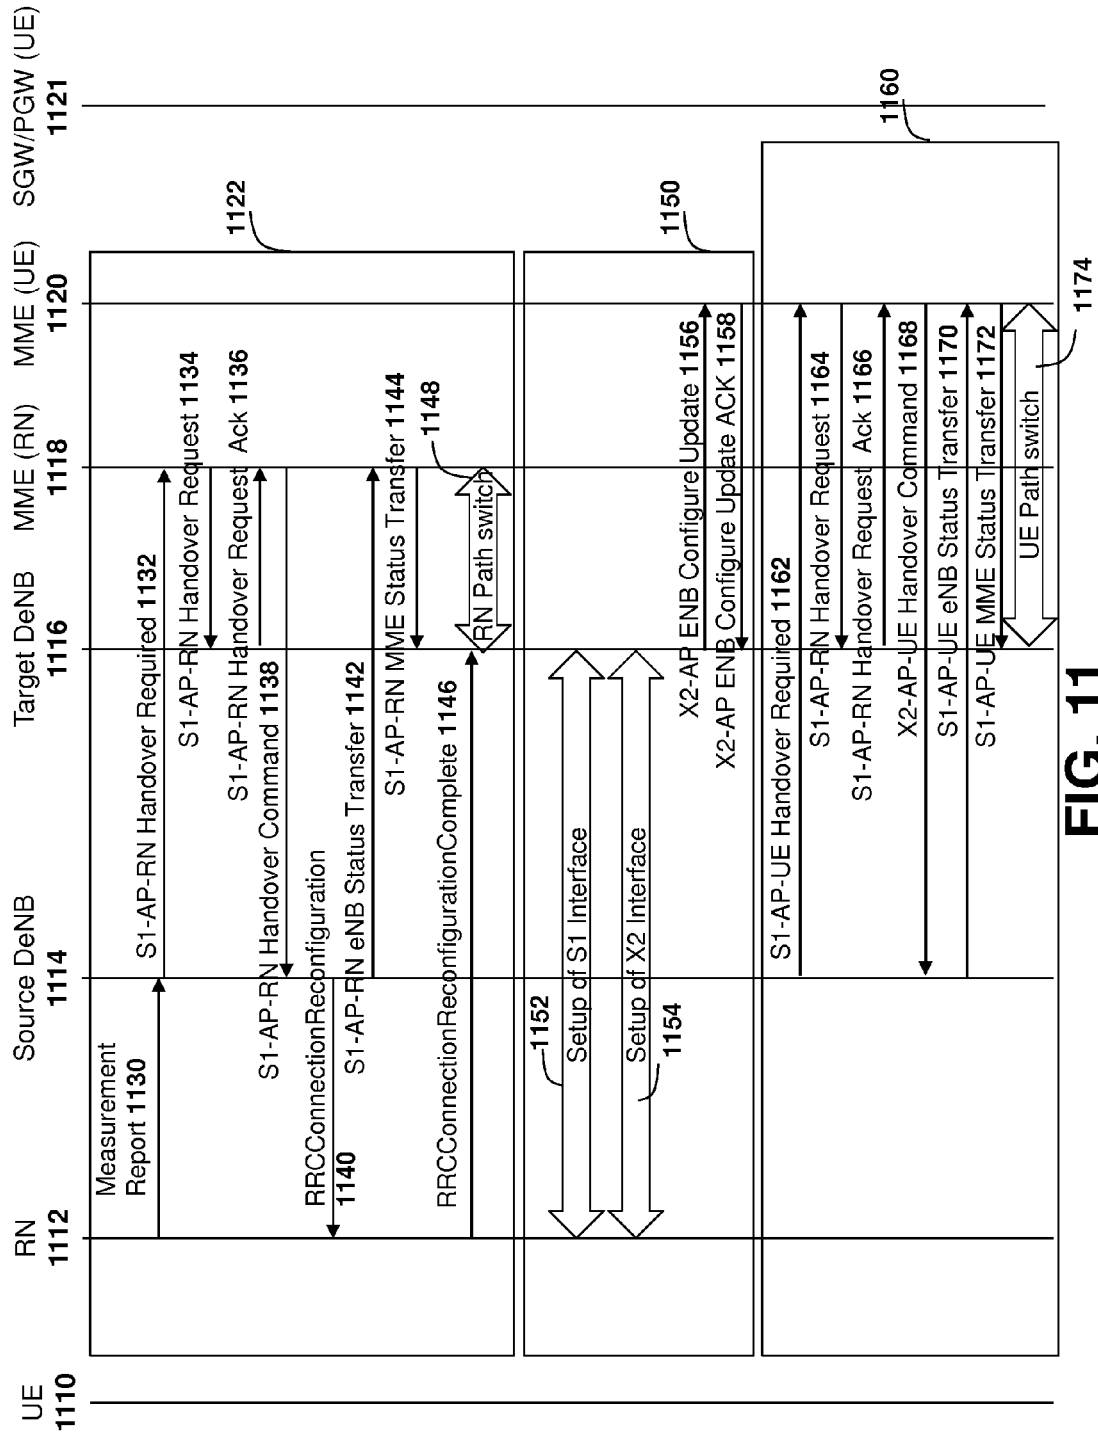 UE
1110
RN
1112
Source DeNB
1114
Target DeNB
1116
MME (RN)
1118
MME (UE)
1120
SGW/PGW (UE)
1121
1122
Measurement
Report 1130
S1-AP-RN Handover Required 1132
S1-AP-RN Handover Request 1134
S1-AP-RN Handover Request Ack 1136
S1-AP-RN Handover Command 1138
RRCConnectionReconfiguration
1140
S1-AP-RN eNB Status Transfer 1142
S1-AP-RN MME Status Transfer 1144
RRCConnectionReconfigurationComplete 1146
1148
RN Path switch
1150
1152
Setup of S1 Interface
Setup of X2 Interface
1154
X2-AP ENB Configure Update 1156
X2-AP ENB Configure Update ACK 1158
1160
S1-AP-UE Handover Required 1162
S1-AP-RN Handover Request 1164
S1-AP-RN Handover Request Ack 1166
X2-AP-UE Handover Command 1168
S1-AP-UE eNB Status Transfer 1170
S1-AP-UE MME Status Transfer 1172
UE Path switch
1174
FIG. 11